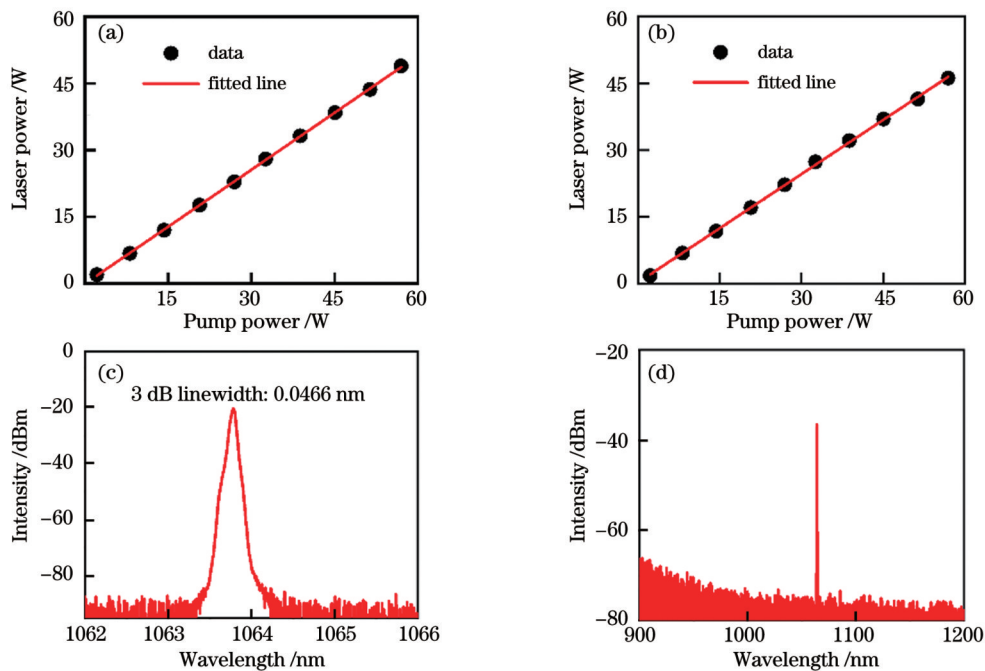 (a)
data
fitted line
Laser power /W
60
45
30
15
0
15 30 45 60
Pump power /W
(b)
data
fitted line
Laser power /W
60
45
30
15
0
15 30 45 60
Pump power /W
(c)
3 dB linewidth: 0.0466 nm
Intensity /dBm
0
−20
−40
−60
−80
1062 1063 1064 1065 1066
Wavelength /nm
(d)
Intensity /dBm
−20
−40
−60
−80
900 1000 1100 1200
Wavelength /nm